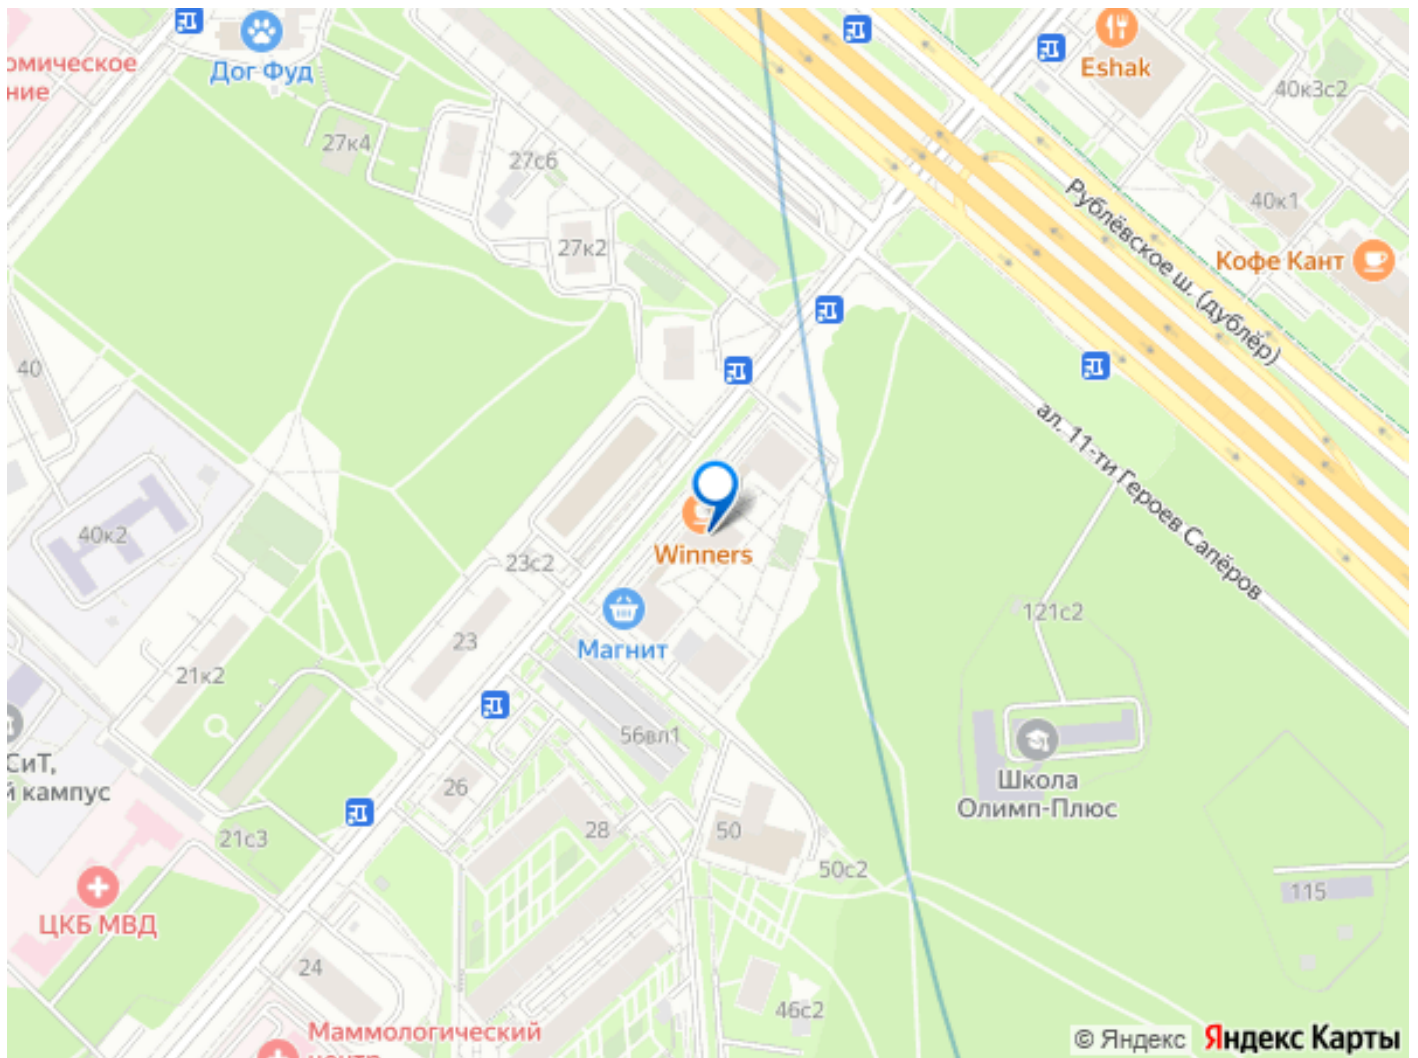 омическое
ние
Дог Фуд
27к4
27с6
27к2
Eshak
40к3с2
40к1
Кофе Кант
Рублёвское ш. (дублёр)
ал. 11-ти Героев Сапёров
40
40к2
23с2
Winners
Магнит
23
21к2
121с2
56вл1
СиТ,
й кампус
26
Школа
Олимп-Плюс
21с3
28
50
50с2
115
ЦКБ МВД
24
46с2
Маммологический
центр
© Яндекс
Яндекс Карты